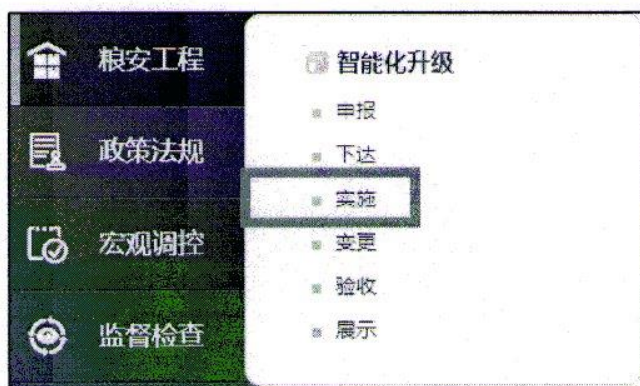 粮安工程
政策法规
宏观调控
监督检查
智能化升级
申报
下达
实施
变更
验收
展示